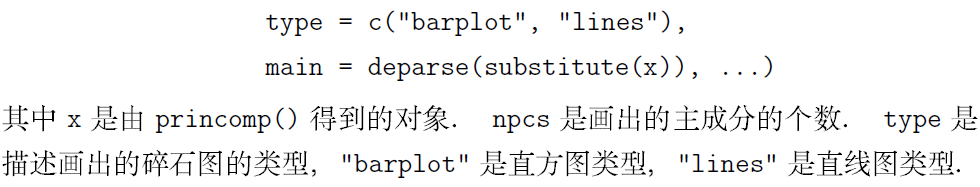 type = c("barplot", "lines"),
main = deparse(substitute(x)), ...)
其中 x 是由 princomp() 得到的对象. npcs 是画出的主成分的个数. type 是
描述画出的碎石图的类型, "barplot" 是直方图类型, "lines" 是直线图类型.